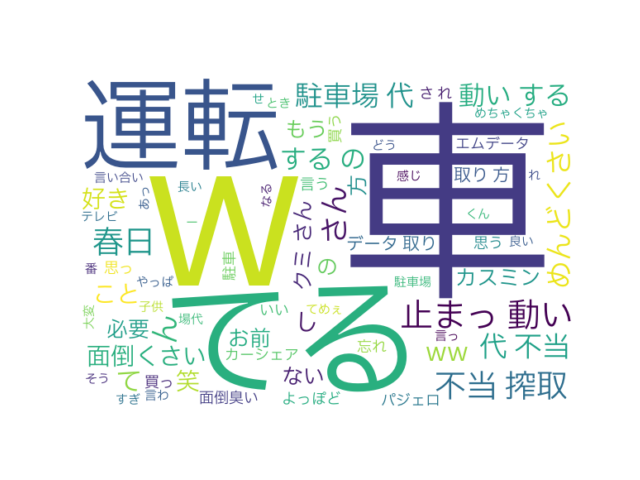 運転
車
w
てる
駐車場 代
され
動い する
せ
とき
めちゃくちゃ
もう
買う
する の
どう
エムデータ
めんどくさい
言い合い
あっ
長い
なる
言う
方
感じ
取り 方
れ
好き
テレビ
さん
クミ さん
くん
春日
ー
の
データ 取り
思う
良い
番
思っ
やっぱ
駐車
駐車場
カスミン
こと
子供
場代
いい
てめぇ
し
止まっ 動い
大変
必要
ん
お前
言っ
カーシェア
忘れ
ww
代 不当
面倒くさい
ない
そう
て
買っ
笑
不当 搾取
すぎ
言わ
面倒臭い
よっぽど
パジェロ